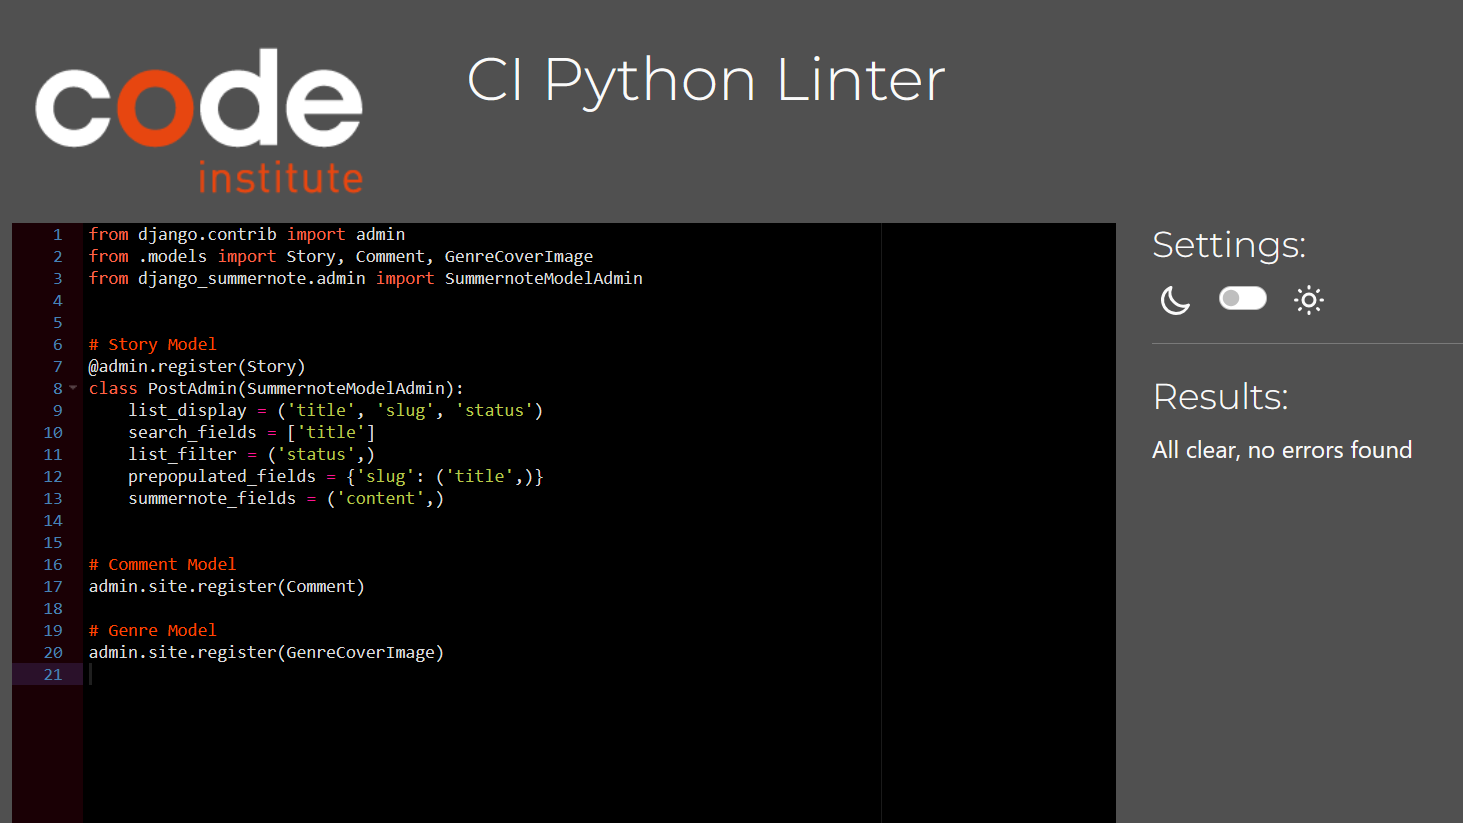 code
institute
CI Python Linter
1 from django.contrib import admin
2 from .models import Story, Comment, GenreCoverImage
3 from django_summernote.admin import SummernoteModelAdmin
4
5
6 # Story Model
7 @admin.register(Story)
8 class PostAdmin(SummernoteModelAdmin):
9     list_display = ('title', 'slug', 'status')
10     search_fields = ['title']
11     list_filter = ('status',)
12     prepopulated_fields = {'slug': ('title',)}
13     summernote_fields = ('content',)
14
15
16 # Comment Model
17 admin.site.register(Comment)
18
19 # Genre Model
20 admin.site.register(GenreCoverImage)
21
Settings:
Results:
All clear, no errors found